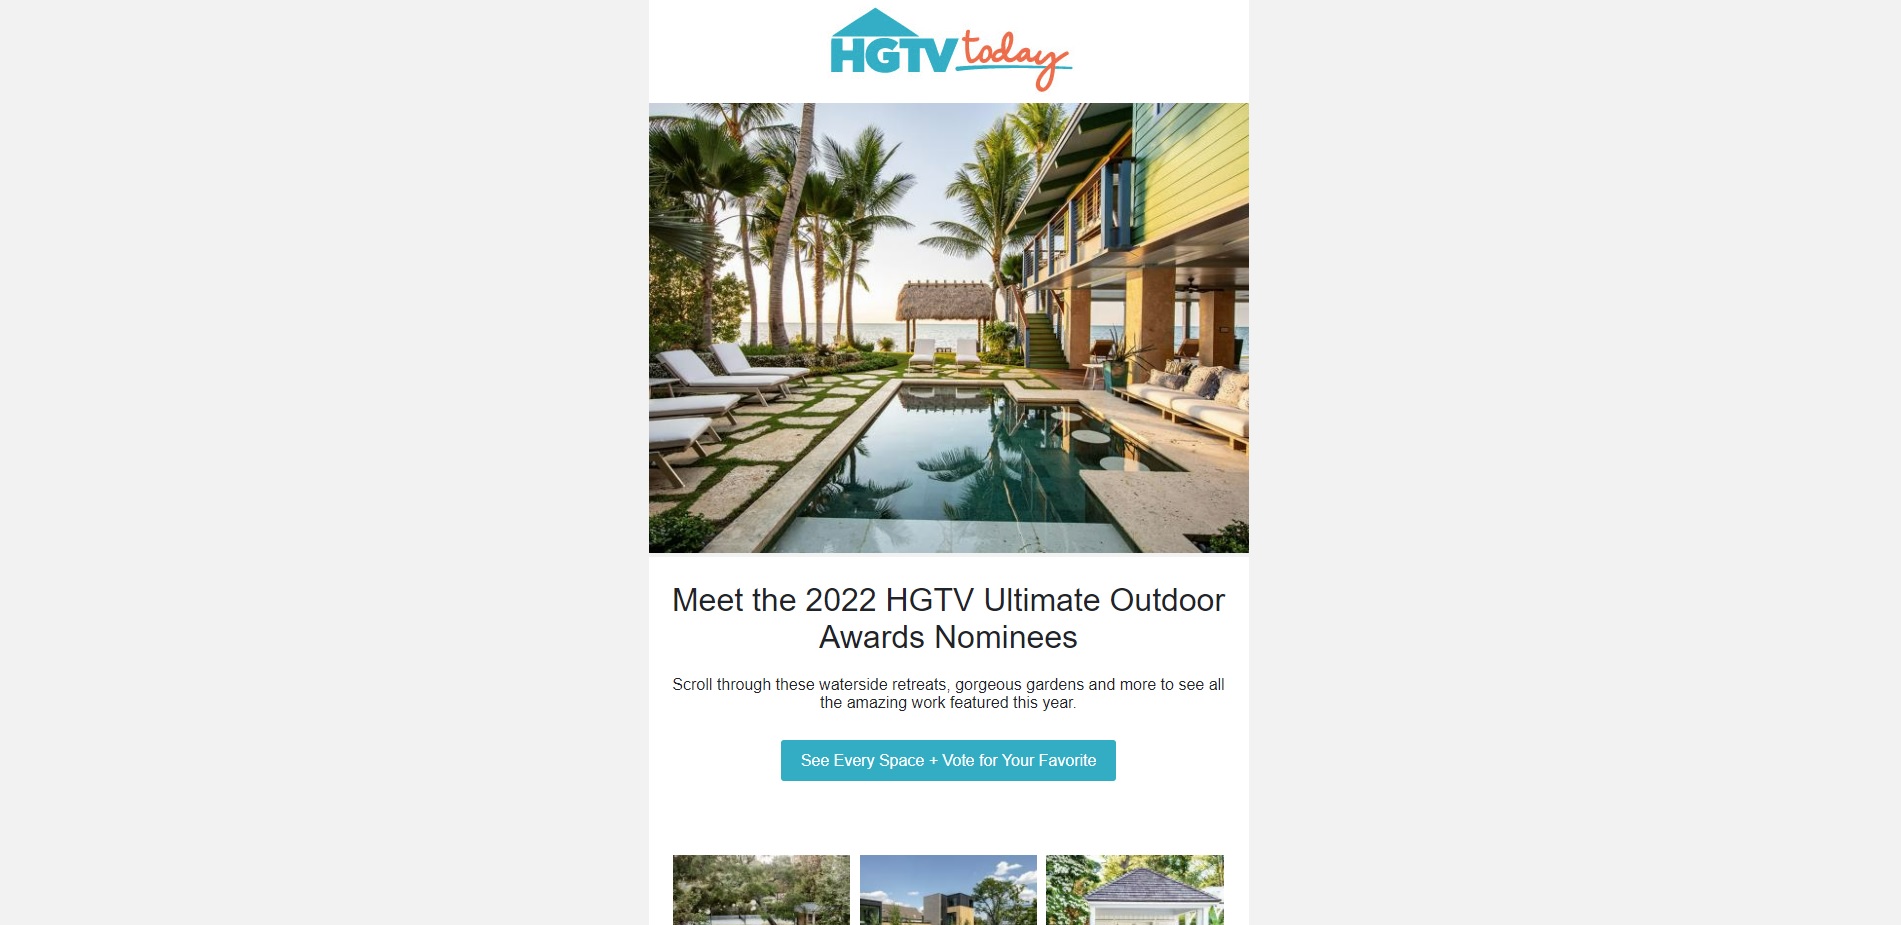 HGTV today
Meet the 2022 HGTV Ultimate Outdoor
Awards Nominees
Scroll through these waterside retreats, gorgeous gardens and more to see all
the amazing work featured this year.
See Every Space + Vote for Your Favorite